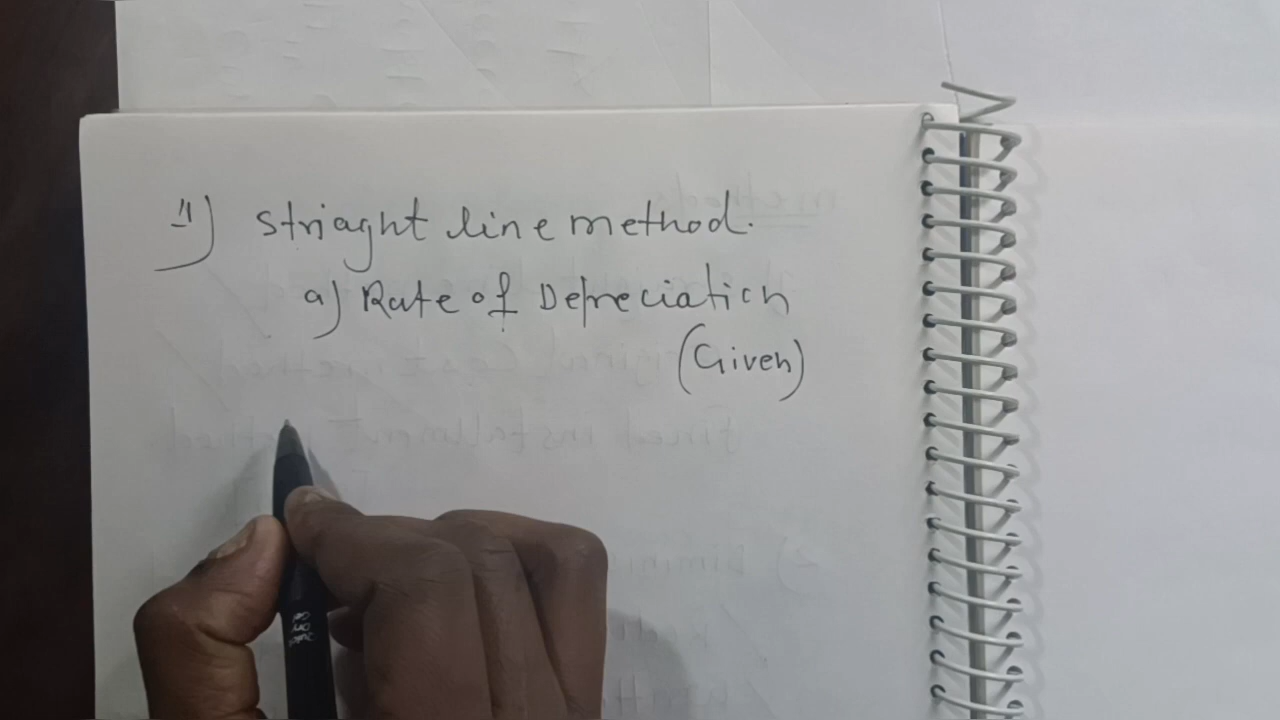 1) Striaght line method.
a) Rate of Depreciation
(Given)